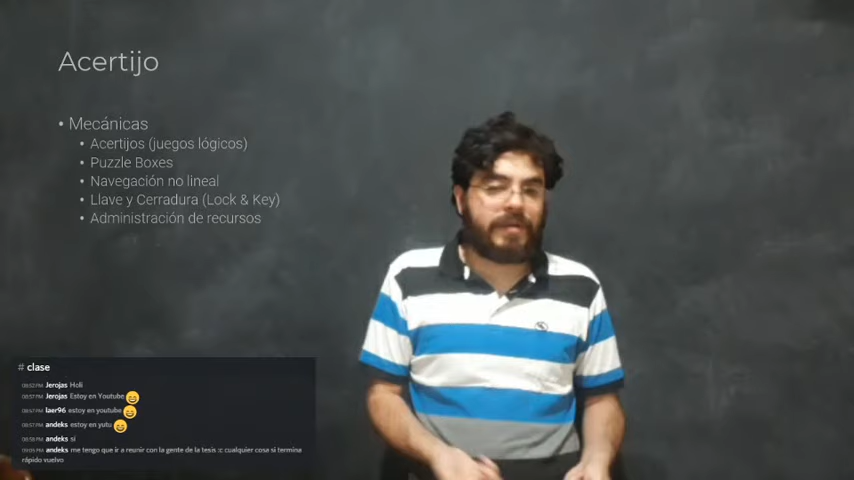 Acertijo
• Mecánicas
• Acertijos (juegos lógicos)
• Puzzle Boxes
• Navegación no lineal
• Llave y Cerradura (Lock & Key)
• Administración de recursos
# clase
Jerojas Holi
Jerojas Estoy en Youtube 😄
laer96 estoy en youtube 😄
andeks estoy en yutu 😄
andeks si
andeks me tengo que ir a reunir con la gente de la tesis :c cualquier cosa si termina
rápido vuelvo